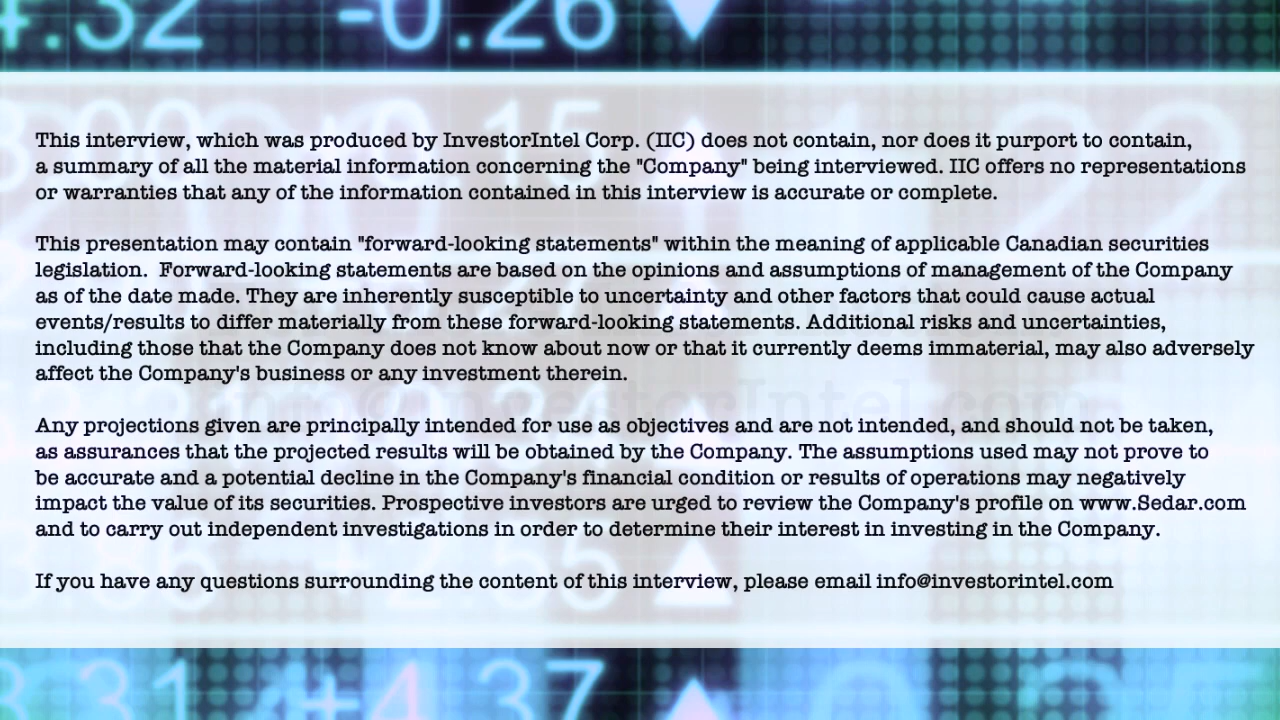 4.32 -0.26
This interview, which was produced by InvestorIntel Corp. (IIC) does not contain, nor does it purport to contain,
a summary of all the material information concerning the "Company" being interviewed. IIC offers no representations
or warranties that any of the information contained in this interview is accurate or complete.
This presentation may contain "forward-looking statements" within the meaning of applicable Canadian securities
legislation.  Forward-looking statements are based on the opinions and assumptions of management of the Company
as of the date made. They are inherently susceptible to uncertainty and other factors that could cause actual
events/results to differ materially from these forward-looking statements. Additional risks and uncertainties,
including those that the Company does not know about now or that it currently deems immaterial, may also adversely
affect the Company's business or any investment therein.
Any projections given are principally intended for use as objectives and are not intended, and should not be taken,
as assurances that the projected results will be obtained by the Company. The assumptions used may not prove to
be accurate and a potential decline in the Company's financial condition or results of operations may negatively
impact the value of its securities. Prospective investors are urged to review the Company's profile on www.Sedar.com
and to carry out independent investigations in order to determine their interest in investing in the Company.
If you have any questions surrounding the content of this interview, please email info@investorintel.com
3.31 +4.37